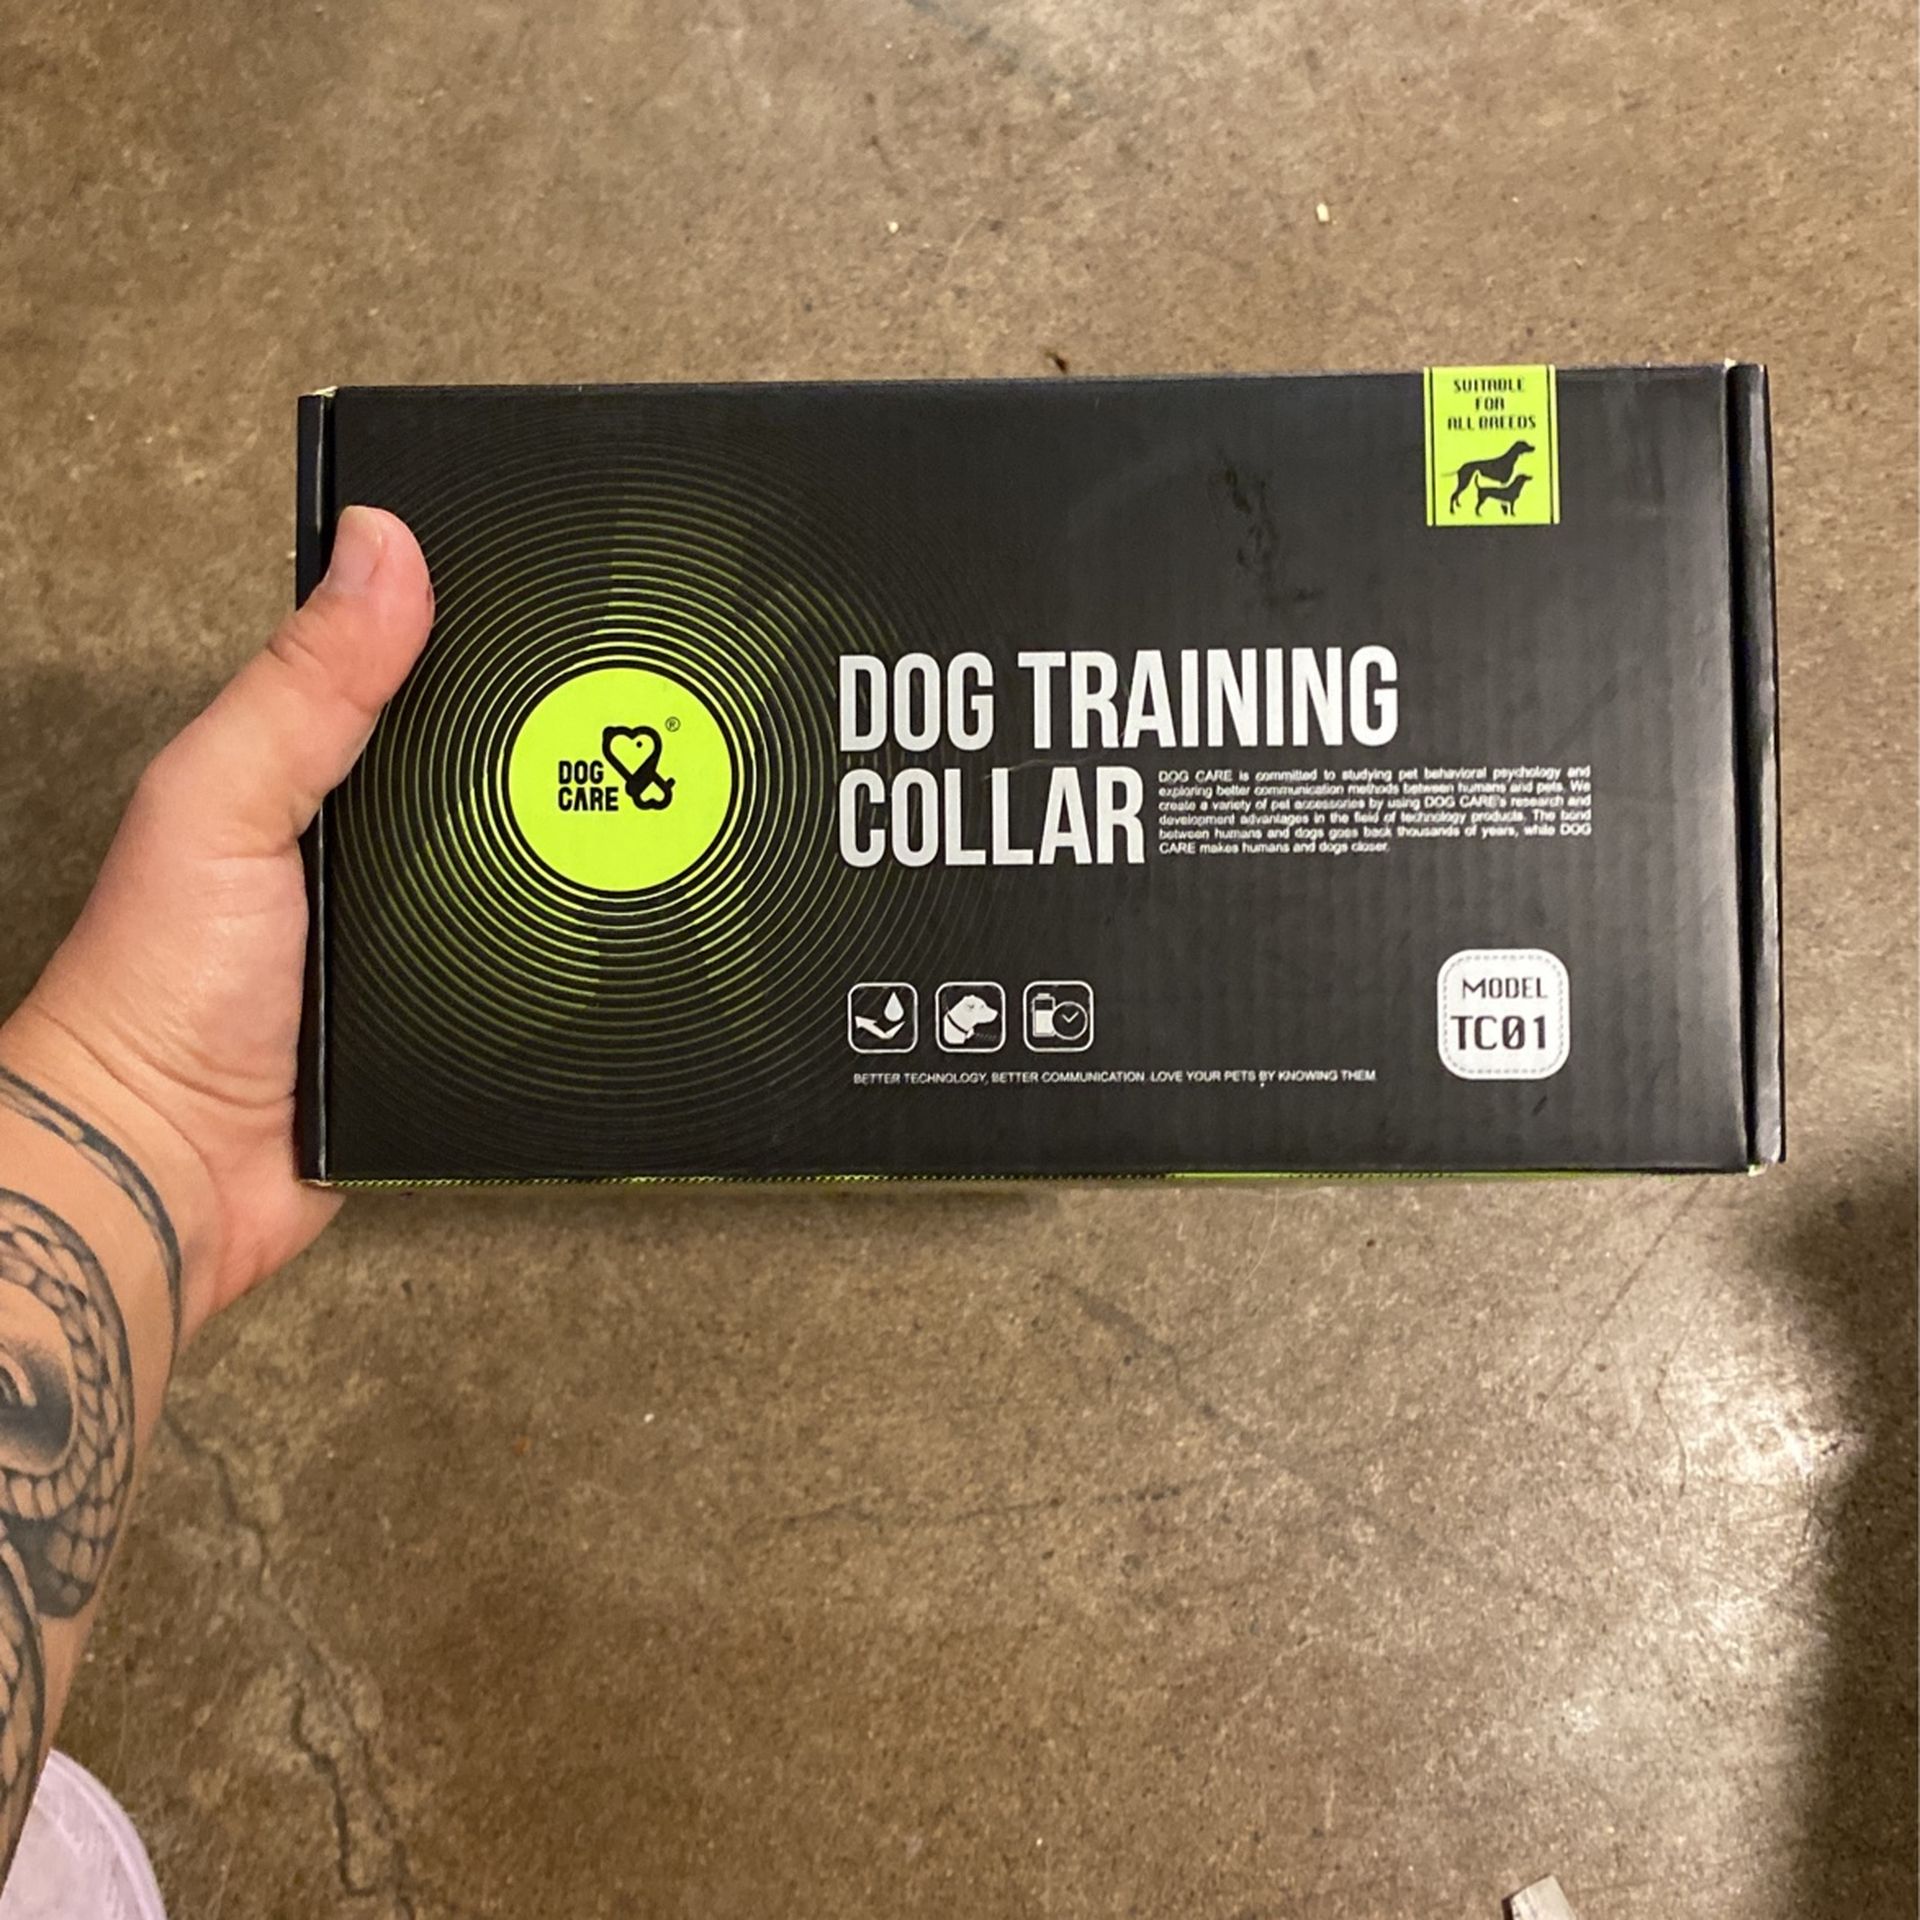 SUITABLE
FOR
ALL BREEDS
DOG
CARE
®
DOG TRAINING
COLLAR
DOG CARE is committed to studying pet behavioral psychology and
exploring better communication methods between humans and pets. We
create a variety of pet accessories by using DOG CARE's research and
development advantages in the field of technology products. The bond
between humans and dogs goes back thousands of years, while DOG
CARE makes humans and dogs closer.
MODEL
TC01
BETTER TECHNOLOGY, BETTER COMMUNICATION LOVE YOUR PETS BY KNOWING THEM